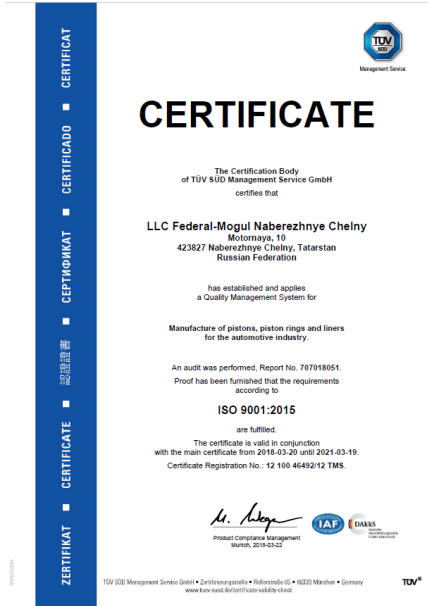 TÜV
SÜD
Management Service
CERTIFICATE
The Certification Body
of TÜV SÜD Management Service GmbH
certifies that
LLC Federal-Mogul Naberezhnye Chelny
Motornaya, 10
423827 Naberezhnye Chelny, Tatarstan
Russian Federation
has established and applies
a Quality Management System for
Manufacture of pistons, piston rings and liners
for the automotive industry.
An audit was performed, Report No. 707018051.
Proof has been furnished that the requirements
according to
ISO 9001:2015
are fulfilled.
The certificate is valid in conjunction
with the main certificate from 2018-03-20 until 2021-03-19.
Certificate Registration No.: 12 100 46492/12 TMS.
Product Compliance Management
Munich, 2018-03-22
IAF
DAkkS
Deutsche
Akkreditierungsstelle
TÜV SÜD Management Service GmbH • Zertifizierungsstelle • Ridlerstraße 65 • 80339 München • Germany
www.tuev-sued.de/certificate-validity-check
TÜV®
ZERTIFIKAT ■ CERTIFICATE ■ 認證證書 ■ СЕРТИФИКАТ ■ CERTIFICADO ■ CERTIFICAT